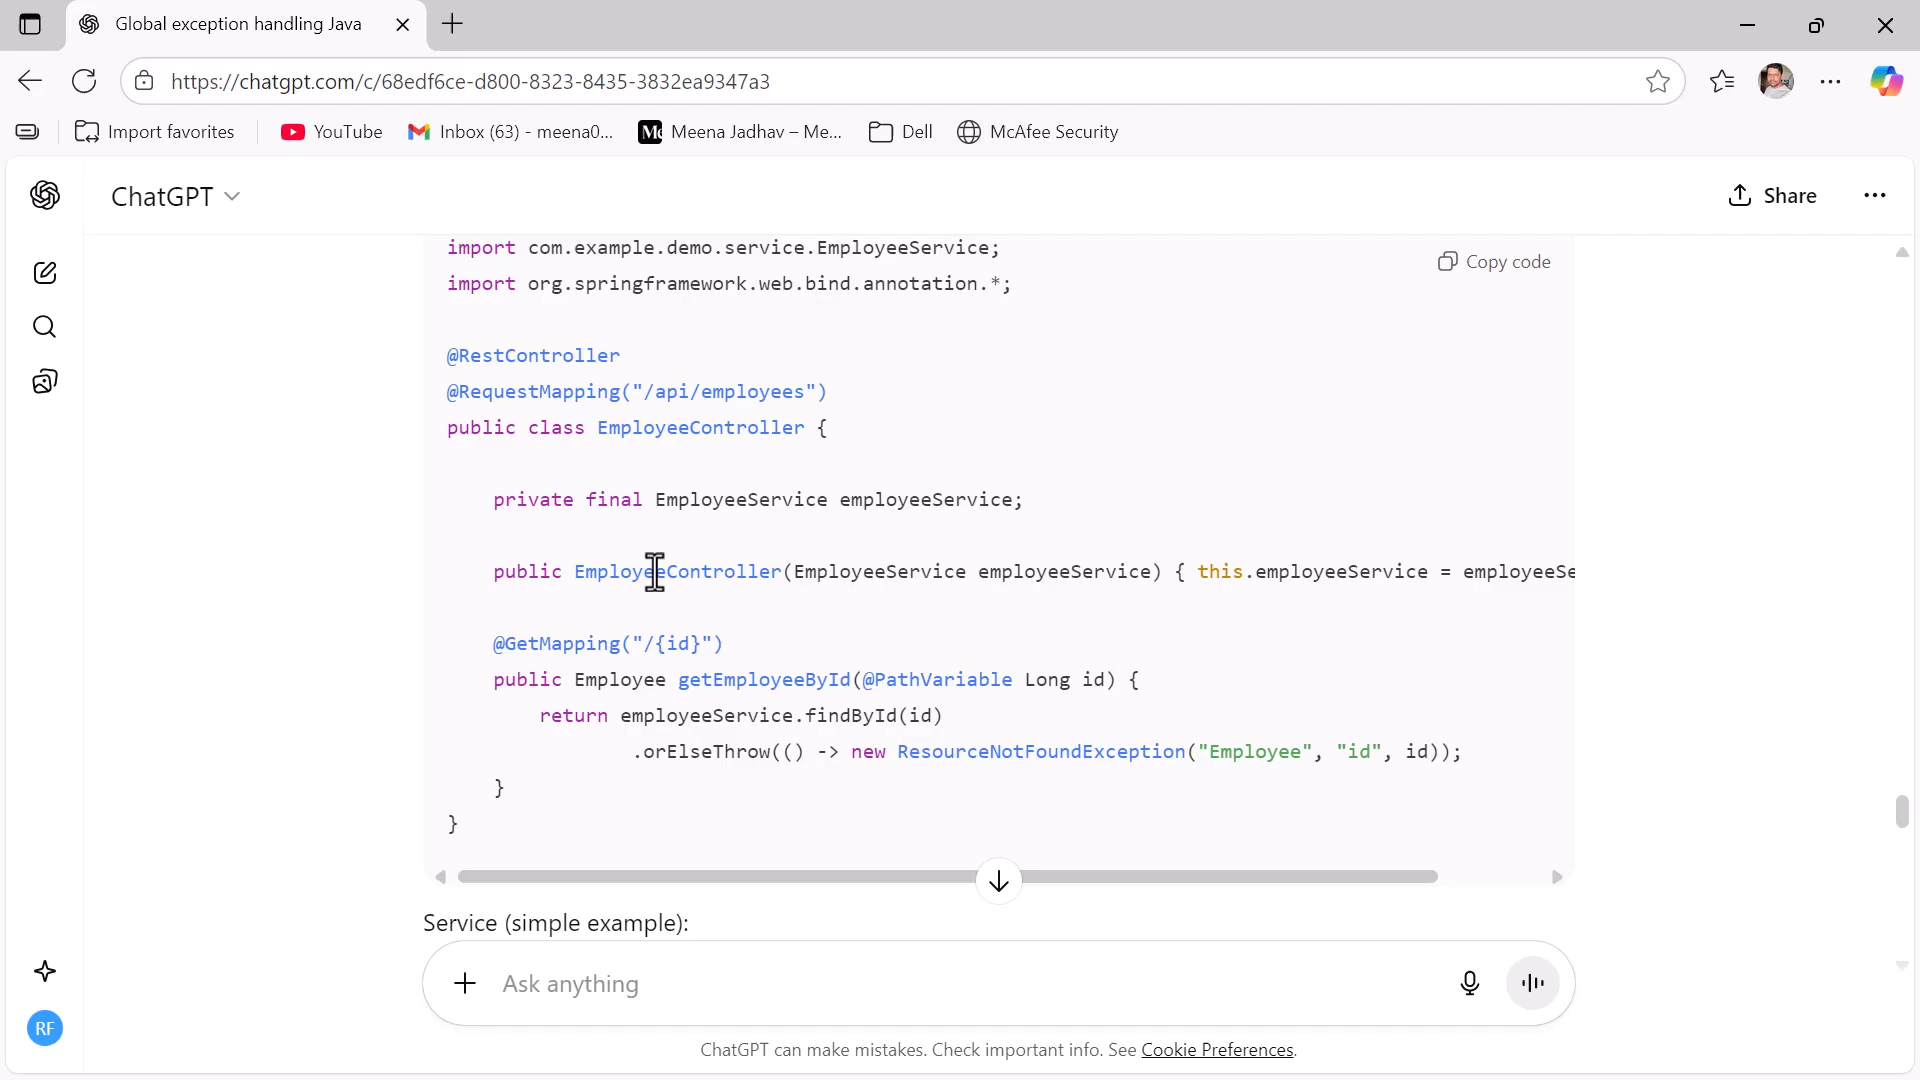 Global exception handling Java
https://chatgpt.com/c/68edf6ce-d800-8323-8435-3832ea9347a3
Import favorites
YouTube
Inbox (63) - meena0...
Meena Jadhav – Me...
Dell
McAfee Security
ChatGPT
Share
import com.example.demo.service.EmployeeService;
Copy code
import org.springframework.web.bind.annotation.*;
@RestController
@RequestMapping("/api/employees")
public class EmployeeController {
private final EmployeeService employeeService;
public EmployeeController(EmployeeService employeeService) { this.employeeService = employeeSe
@GetMapping("/{id}")
public Employee getEmployeeById(@PathVariable Long id) {
return employeeService.findById(id)
.orElseThrow(() -> new ResourceNotFoundException("Employee", "id", id));
}
}
Service (simple example):
Ask anything
RF
ChatGPT can make mistakes. Check important info. See Cookie Preferences.